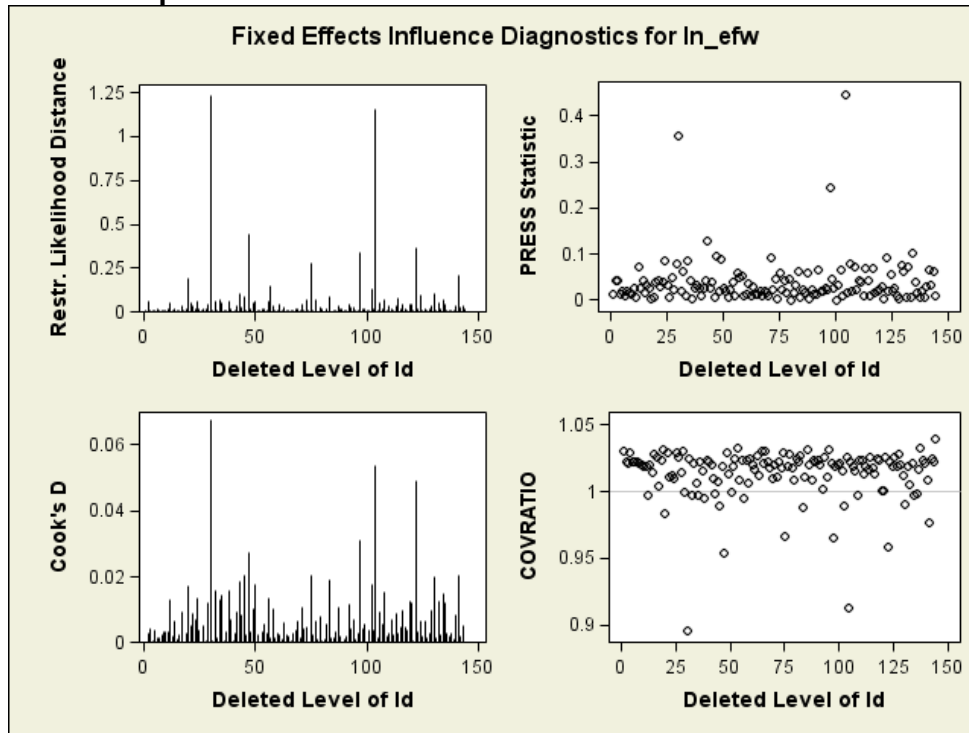 Fixed Effects Influence Diagnostics for ln_efw
Restr. Likelihood Distance
1.25
1
0.75
0.5
0.25
0
0 50 100 150
Deleted Level of Id
PRESS Statistic
0.4
0.3
0.2
0.1
0
0 25 50 75 100 125 150
Deleted Level of Id
Cook's D
0.06
0.04
0.02
0
0 50 100 150
Deleted Level of Id
COVRATIO
1.05
1
0.95
0.9
0 25 50 75 100 125 150
Deleted Level of Id